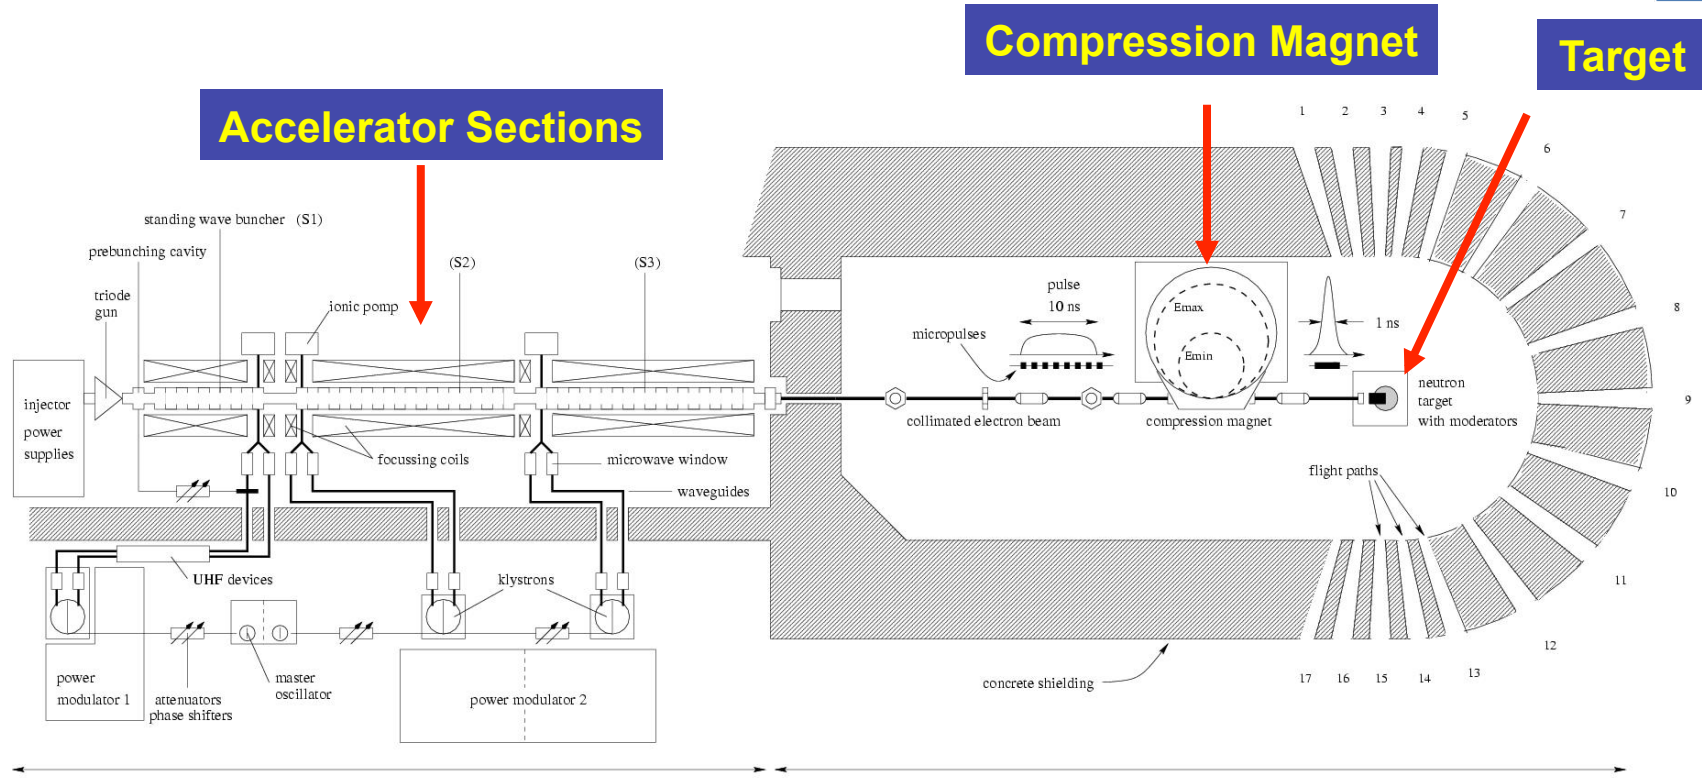 Compression Magnet
Target
Accelerator Sections
1
2
3
4
5
6
7
8
9
10
11
12
13
14
15
16
17
standing wave buncher (S1)
prebunching cavity
triode
gun
(S2)
(S3)
ionic pump
injector
power
supplies
focussing coils
microwave window
waveguides
UHF devices
klystrons
power
modulator 1
attenuators
phase shifters
master
oscillator
power modulator 2
pulse
10 ns
micropulses
Emax
Emin
1 ns
collimated electron beam
compression magnet
neutron
target
with moderators
flight paths
concrete shielding